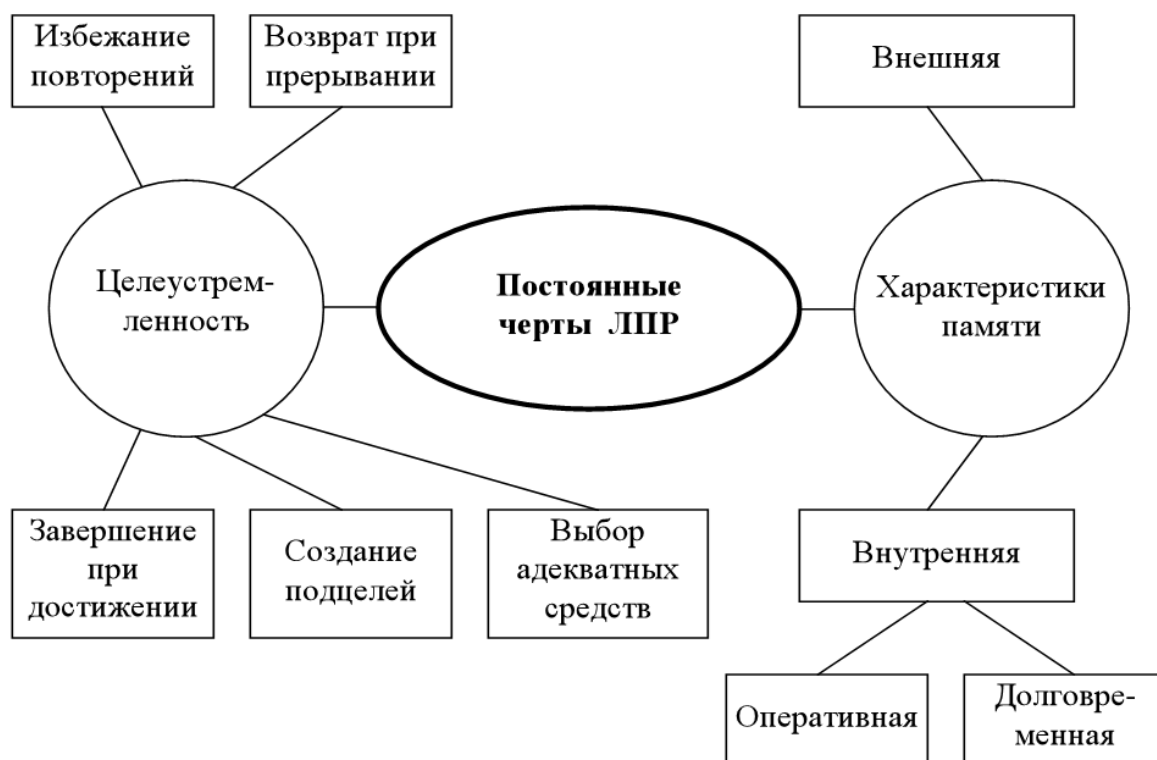 Избежание
повторений
Возврат при
прерывании
Внешняя
Целеустрем-
ленность
Постоянные
черты ЛПР
Характеристики
памяти
Завершение
при
достижении
Создание
подцелей
Выбор
адекватных
средств
Внутренняя
Оперативная
Долговре-
менная